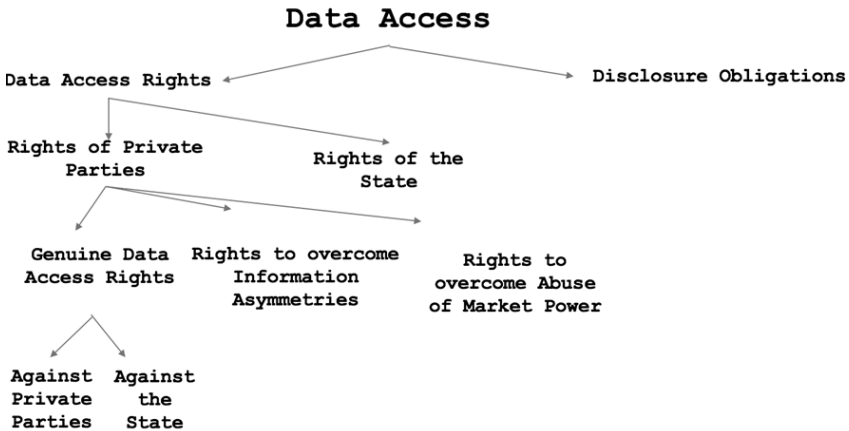 Data Access
Data Access Rights
Disclosure Obligations
Rights of Private
Parties
Rights of the
State
Genuine Data
Access Rights
Rights to overcome
Information
Asymmetries
Rights to
overcome Abuse
of Market Power
Against
Private
Parties
Against
the
State